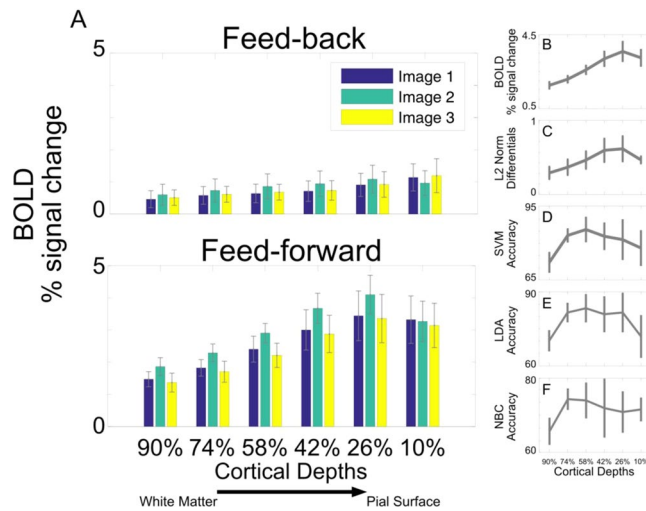 A
Feed-back
5
0
Image 1
Image 2
Image 3
BOLD
% signal change
Feed-forward
5
0
90% 74% 58% 42% 26% 10%
Cortical Depths
White Matter Pial Surface
B
BOLD
% signal change
4.5
0.5
C
L2 Norm
Differentials
1
0
D
SVM
Accuracy
95
65
E
LDA
Accuracy
90
60
F
NBC
Accuracy
80
60
90% 74% 58% 42% 26% 10%
Cortical Depths